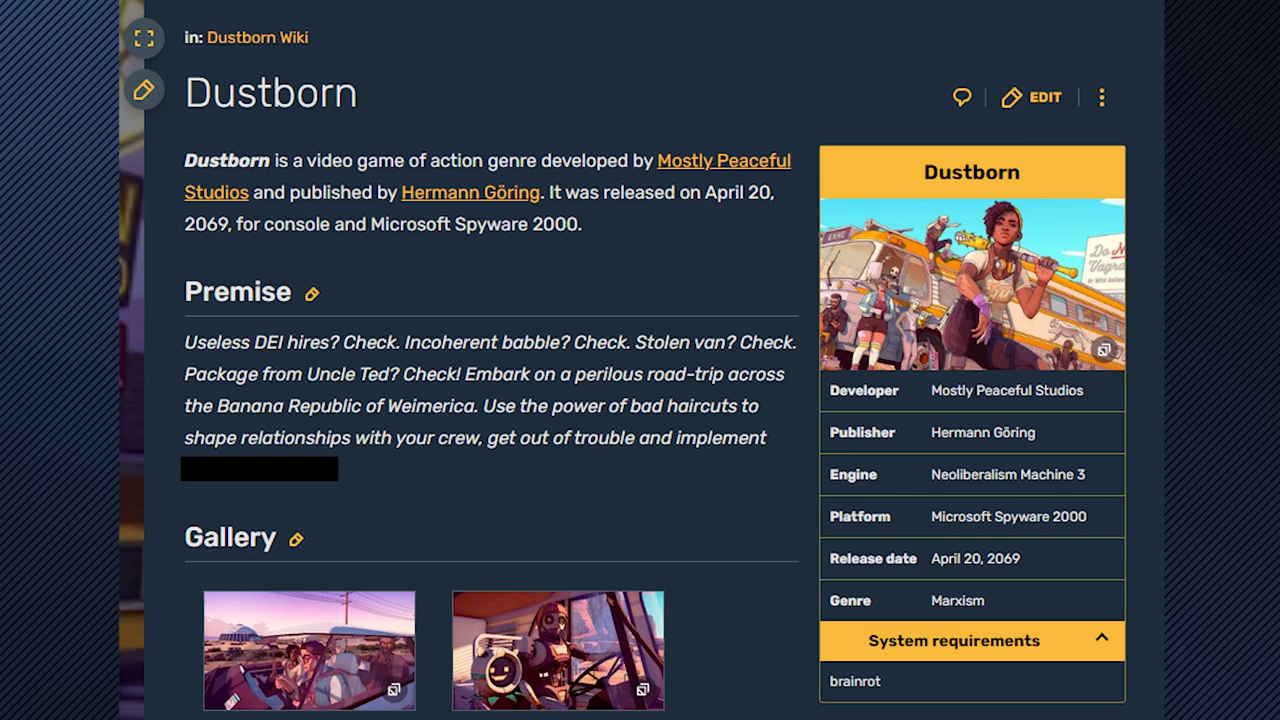 in: Dustborn Wiki
Dustborn
EDIT
Dustborn is a video game of action genre developed by Mostly Peaceful
Studios and published by Hermann Göring. It was released on April 20,
2069, for console and Microsoft Spyware 2000.
Premise
Useless DEI hires? Check. Incoherent babble? Check. Stolen van? Check.
Package from Uncle Ted? Check! Embark on a perilous road-trip across
the Banana Republic of Weimerica. Use the power of bad haircuts to
shape relationships with your crew, get out of trouble and implement
Gallery
Dustborn
Do
Vagra
Developer Mostly Peaceful Studios
Publisher Hermann Göring
Engine Neoliberalism Machine 3
Platform Microsoft Spyware 2000
Release date April 20, 2069
Genre Marxism
System requirements
brainrot